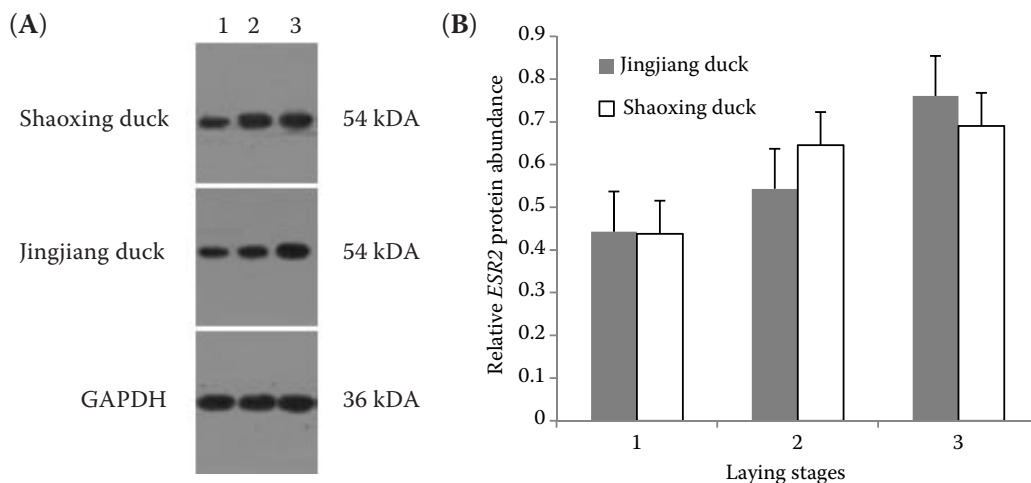 (A)
1 2 3
Shaoxing duck 54 kDA
Jingjiang duck 54 kDA
GAPDH 36 kDA
(B)
Relative ESR2 protein abundance
0.9
0.8
0.7
0.6
0.5
0.4
0.3
0.2
0.1
0
Jingjiang duck
Shaoxing duck
1 2 3
Laying stages